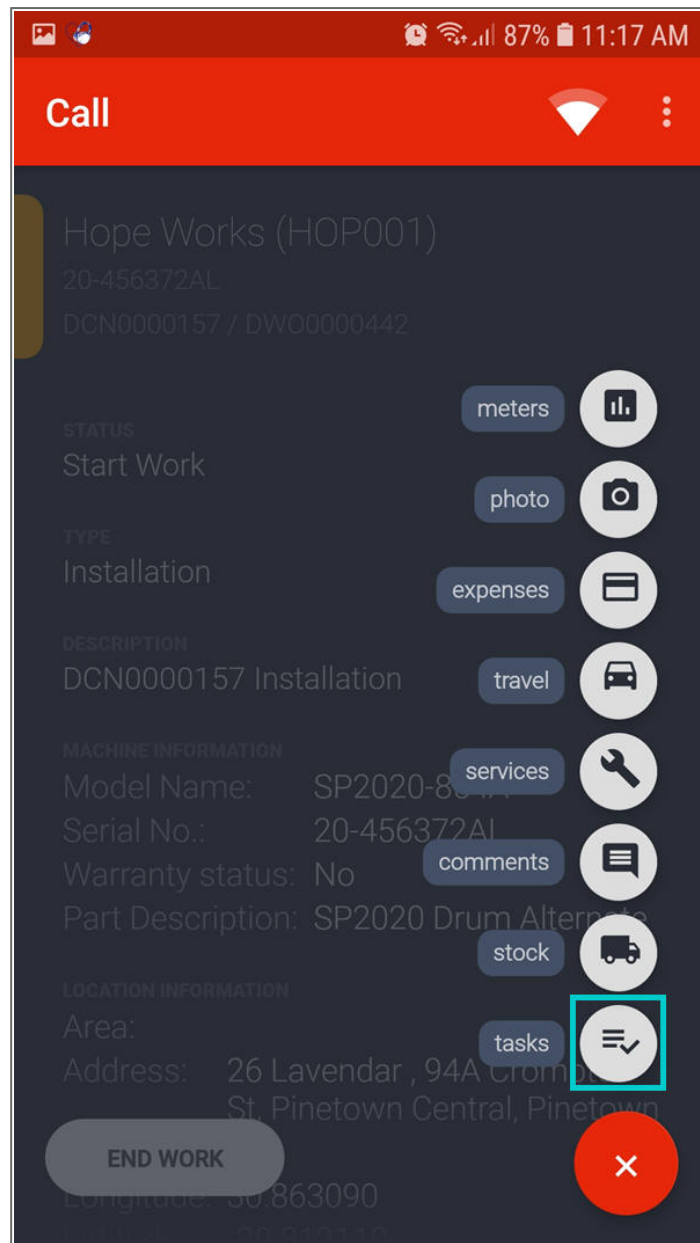 87% 11:17 AM
Call
Hope Works (HOP001)
20-456372AL
DCN0000157 / DWO0000442
meters
STATUS
Start Work
photo
TYPE
Installation
expenses
DESCRIPTION
DCN0000157 Installation
travel
MACHINE INFORMATION
Model Name:
services
Serial No.: 20-456372AL
Warranty status: No
comments
Part Description: SP2020 Drum Alternate
stock
LOCATION INFORMATION
Area:
tasks
Address: 26 Lavendar , 94A
St, Pinetown Central, Pinetown
END WORK
Longitude: 30.863090